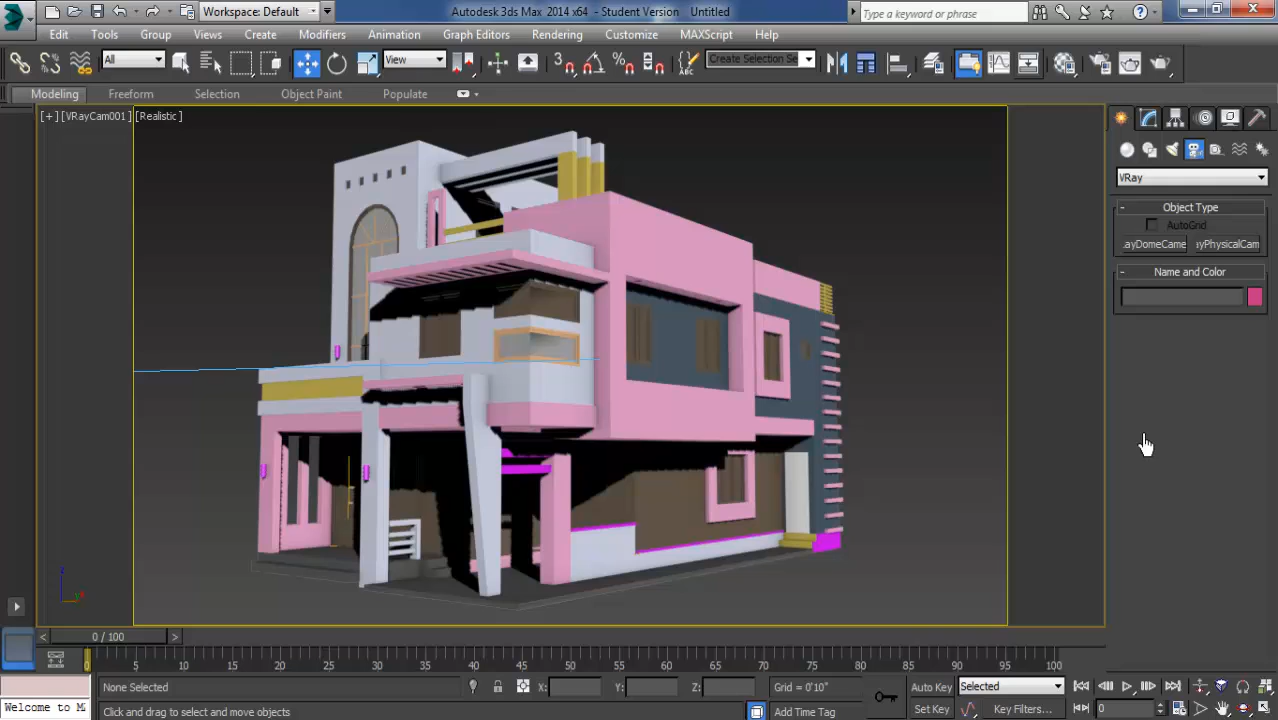 Workspace: Default
Autodesk 3ds Max 2014 x64 - Student Version Untitled
Type a keyword or phrase
Edit Tools Group Views Create Modifiers Animation Graph Editors Rendering Customize MAXScript Help
All
View
3
Create Selection Se
Modeling Freeform Selection Object Paint Populate
[+] [VRayCam001] [Realistic]
VRay
- Object Type
AutoGrid
.ayDomeCame yPhysicalCam
- Name and Color
z
< 0 / 100 >
0 5 10 15 20 25 30 35 40 45 50 55 60 65 70 75 80 85 90 95 100
None Selected X: Y: Z: Grid = 0'10" Auto Key Selected
Welcome to M Click and drag to select and move objects Add Time Tag Set Key Key Filters... 0